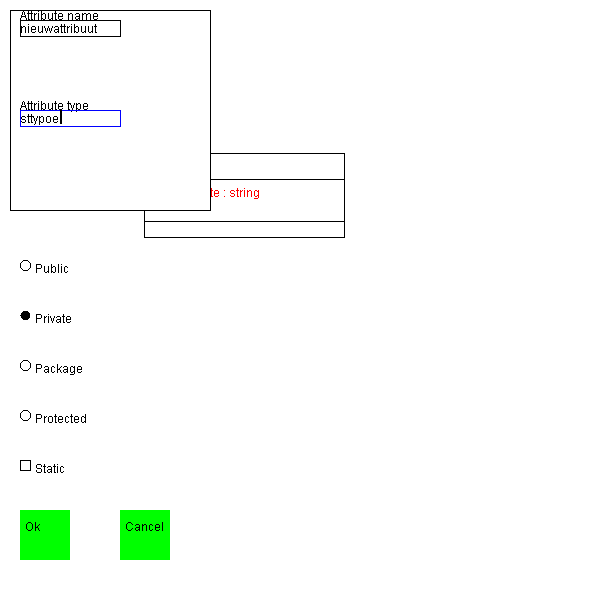 Attribute name
nieuwattribuut
Attribute type
sttypoe
te : string
Public
Private
Package
Protected
Static
Ok
Cancel